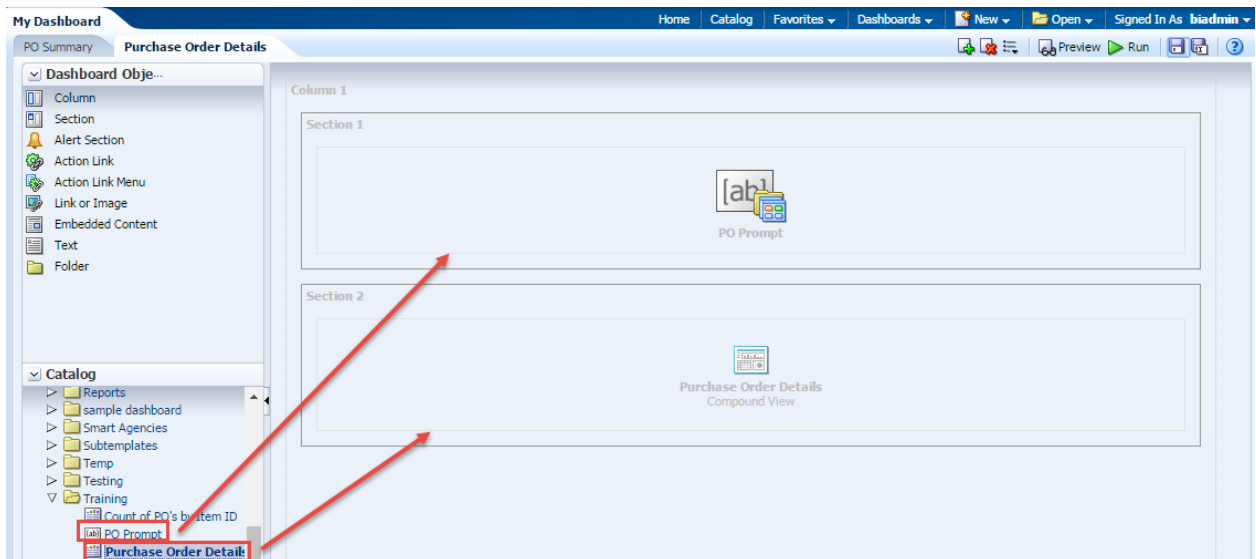 My Dashboard
Home Catalog Favorites Dashboards New Open Signed In As biadmin
PO Summary Purchase Order Details
Preview Run
Dashboard Obje...
Column
Section
Alert Section
Action Link
Action Link Menu
Link or Image
Embedded Content
Text
Folder
Catalog
Reports
sample dashboard
Smart Agencies
Subtemplates
Temp
Testing
Training
Count of PO's by Item ID
[ab] PO Prompt
Purchase Order Details
Column 1
Section 1
[ab]
PO Prompt
Section 2
Purchase Order Details
Compound View